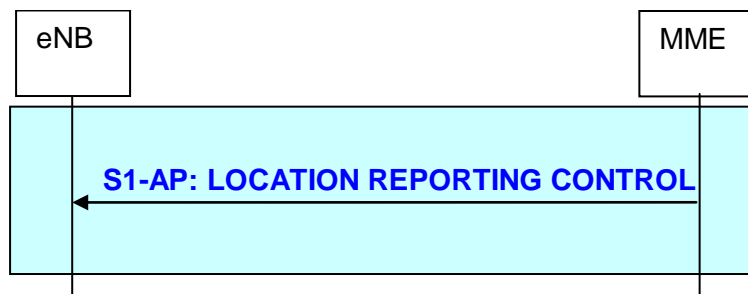 eNB
MME
S1-AP: LOCATION REPORTING CONTROL